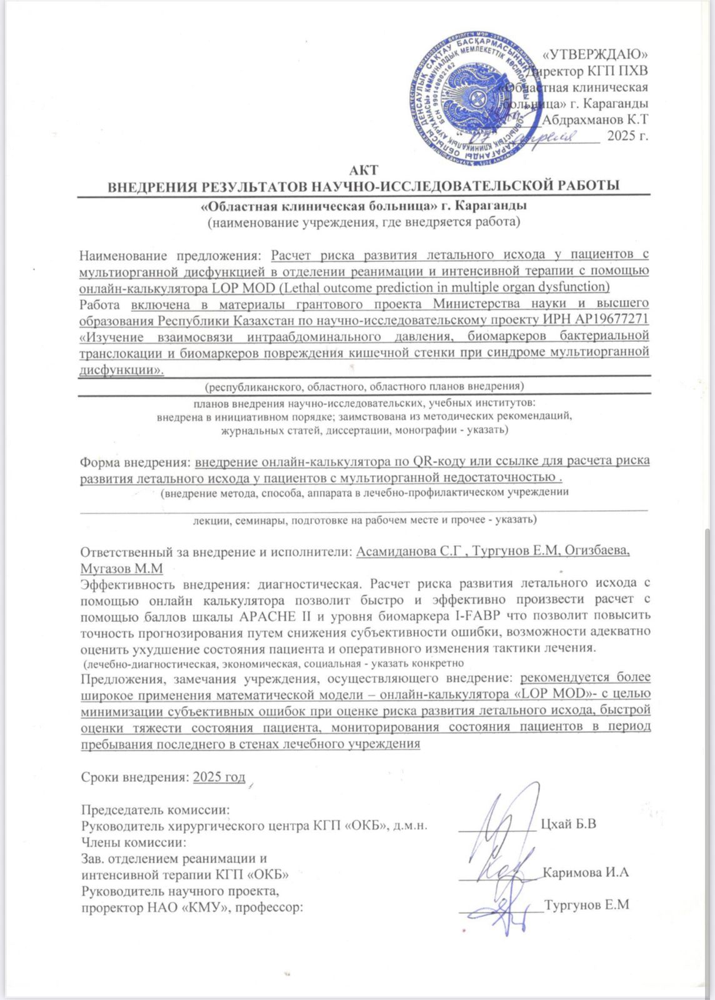 «УТВЕРЖДАЮ»
Директор КГП ПХВ
«Областная клиническая
больница» г. Караганды
Абдрахманов К.Т
07 апреля 2025 г.
АКТ
ВНЕДРЕНИЯ РЕЗУЛЬТАТОВ НАУЧНО-ИССЛЕДОВАТЕЛЬСКОЙ РАБОТЫ
«Областная клиническая больница» г. Караганды
(наименование учреждения, где внедряется работа)
Наименование предложения: Расчет риска развития летального исхода у пациентов с
мультиорганной дисфункцией в отделении реанимации и интенсивной терапии с помощью
онлайн-калькулятора LOP MOD (Lethal outcome prediction in multiple organ dysfunction)
Работа включена в материалы грантового проекта Министерства науки и высшего
образования Республики Казахстан по научно-исследовательскому проекту ИРН АР19677271
«Изучение взаимосвязи интраабдоминального давления, биомаркеров бактериальной
транслокации и биомаркеров повреждения кишечной стенки при синдроме мультиорганной
дисфункции».
(республиканского, областного, областного планов внедрения)
планов внедрения научно-исследовательских, учебных институтов:
внедрена в инициативном порядке; заимствована из методических рекомендаций,
журнальных статей, диссертации, монографии - указать)
Форма внедрения: внедрение онлайн-калькулятора по QR-коду или ссылке для расчета риска
развития летального исхода у пациентов с мультиорганной недостаточностью .
(внедрение метода, способа, аппарата в лечебно-профилактическом учреждении
лекции, семинары, подготовке на рабочем месте и прочее - указать)
Ответственный за внедрение и исполнители: Асамиданова С.Г , Тургунов Е.М, Огизбаева,
Мугазов М.М
Эффективность внедрения: диагностическая. Расчет риска развития летального исхода с
помощью онлайн калькулятора позволит быстро и эффективно произвести расчет с
помощью баллов шкалы APACHE II и уровня биомаркера I-FABP что позволит повысить
точность прогнозирования путем снижения субъективности ошибки, возможности адекватно
оценить ухудшение состояния пациента и оперативного изменения тактики лечения.
(лечебно-диагностическая, экономическая, социальная - указать конкретно
Предложения, замечания учреждения, осуществляющего внедрение: рекомендуется более
широкое применения математической модели – онлайн-калькулятора «LOP MOD»- с целью
минимизации субъективных ошибок при оценке риска развития летального исхода, быстрой
оценки тяжести состояния пациента, мониторирования состояния пациентов в период
пребывания последнего в стенах лечебного учреждения
Сроки внедрения: 2025 год
Председатель комиссии:
Руководитель хирургического центра КГП «ОКБ», д.м.н. Цхай Б.В
Члены комиссии:
Зав. отделением реанимации и
интенсивной терапии КГП «ОКБ» Каримова И.А
Руководитель научного проекта,
проректор НАО «КМУ», профессор: Тургунов Е.М